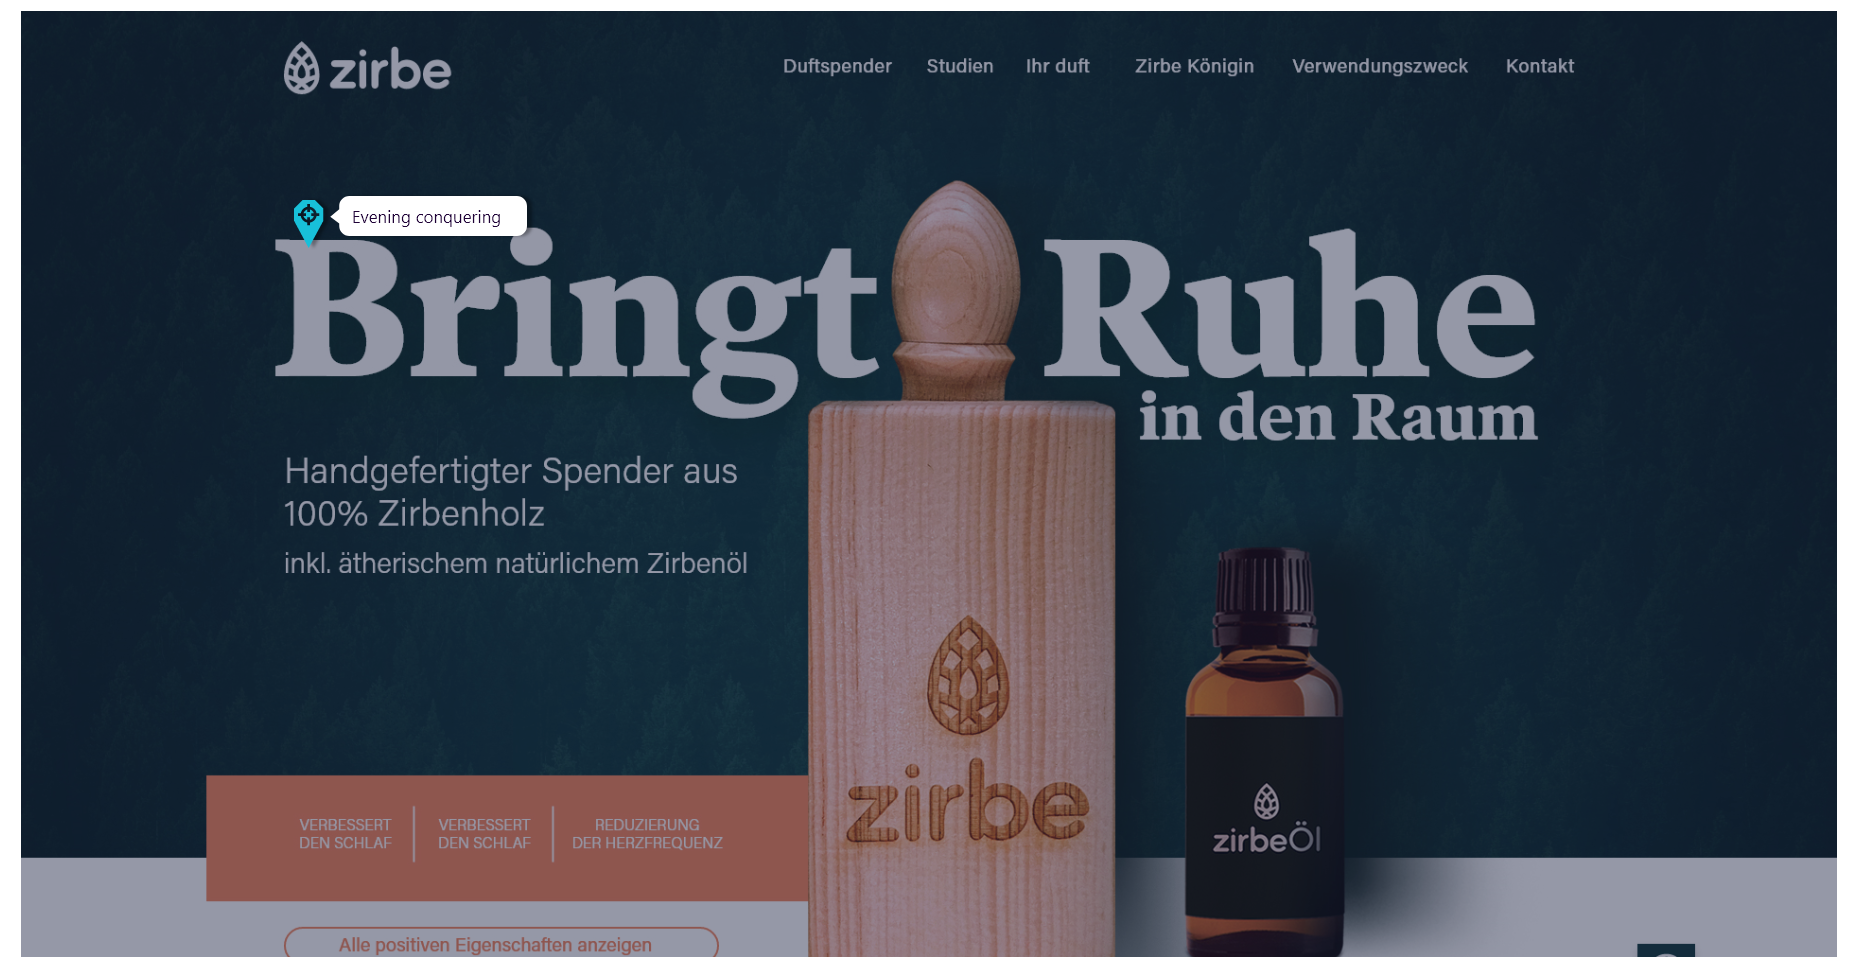 zirbe
Duftspender Studien Ihr duft Zirbe Königin Verwendungszweck Kontakt
Evening conquering
Bringt Ruhe
in den Raum
Handgefertigter Spender aus
100% Zirbenholz
inkl. ätherischem natürlichem Zirbenöl
zirbe
zirbeÖl
VERBESSERT
DEN SCHLAF
VERBESSERT
DEN SCHLAF
REDUZIERUNG
DER HERZFREQUENZ
Alle positiven Eigenschaften anzeigen